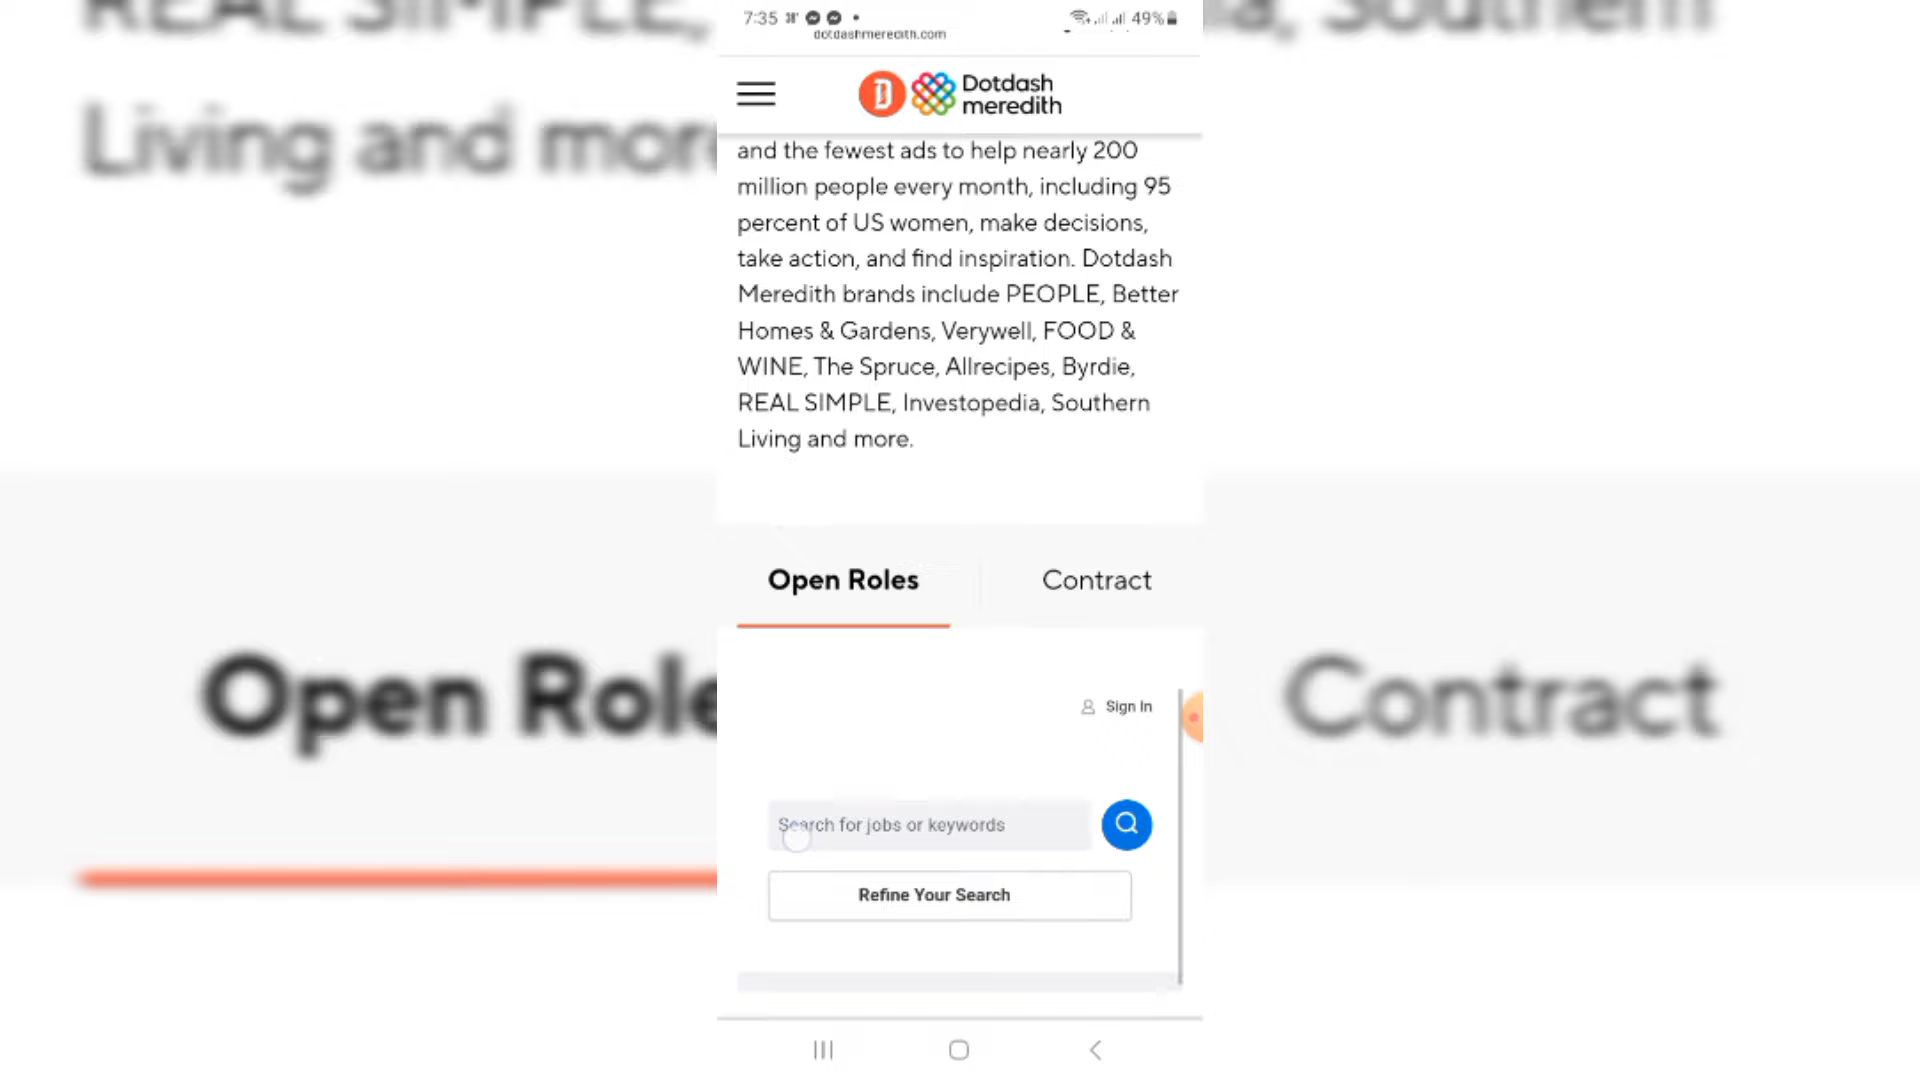 REAL SIMPLE,
ia, Southern
Living and more
7:35
49%
dotdashmeredith.com
D
Dotdash
meredith
and the fewest ads to help nearly 200
million people every month, including 95
percent of US women, make decisions,
take action, and find inspiration. Dotdash
Meredith brands include PEOPLE, Better
Homes & Gardens, Verywell, FOOD &
WINE, The Spruce, Allrecipes, Byrdie,
REAL SIMPLE, Investopedia, Southern
Living and more.
Open Roles
Contract
Open Role
Contract
Sign In
Search for jobs or keywords
Refine Your Search